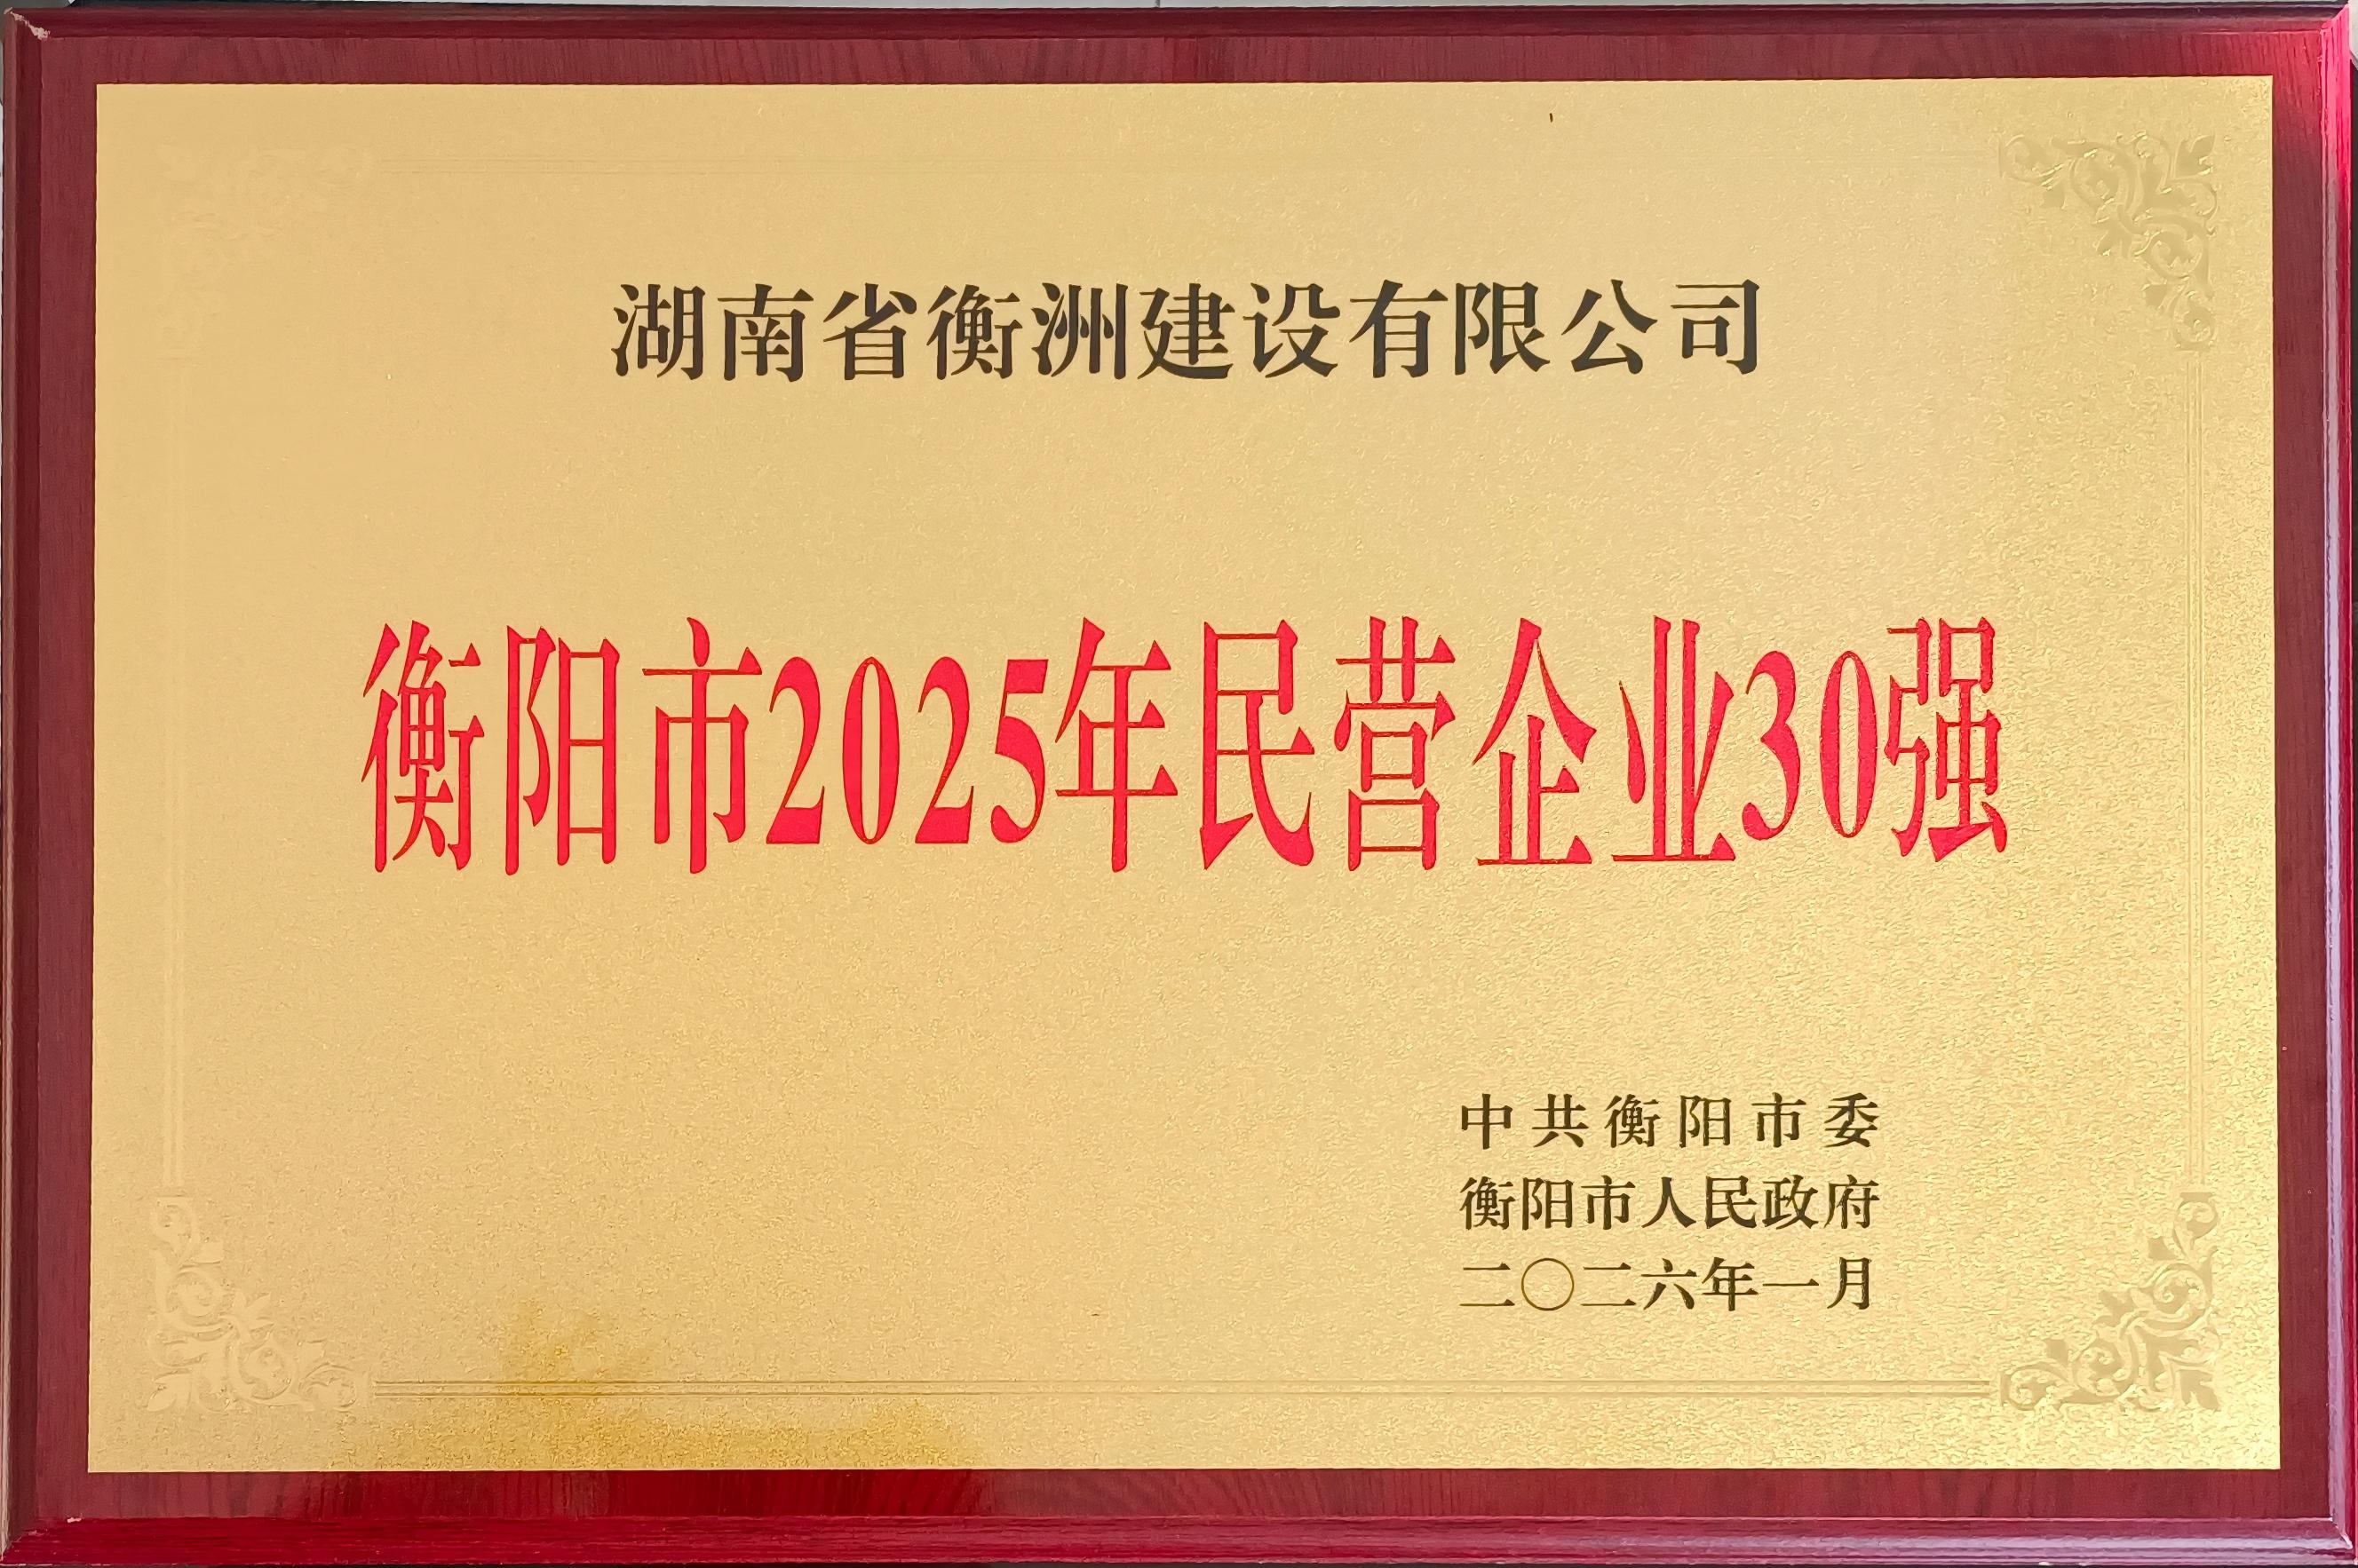 湖南省衡洲建设有限公司
衡阳市2025年民营企业30强
中共衡阳市委
衡阳市人民政府
二〇二六年一月